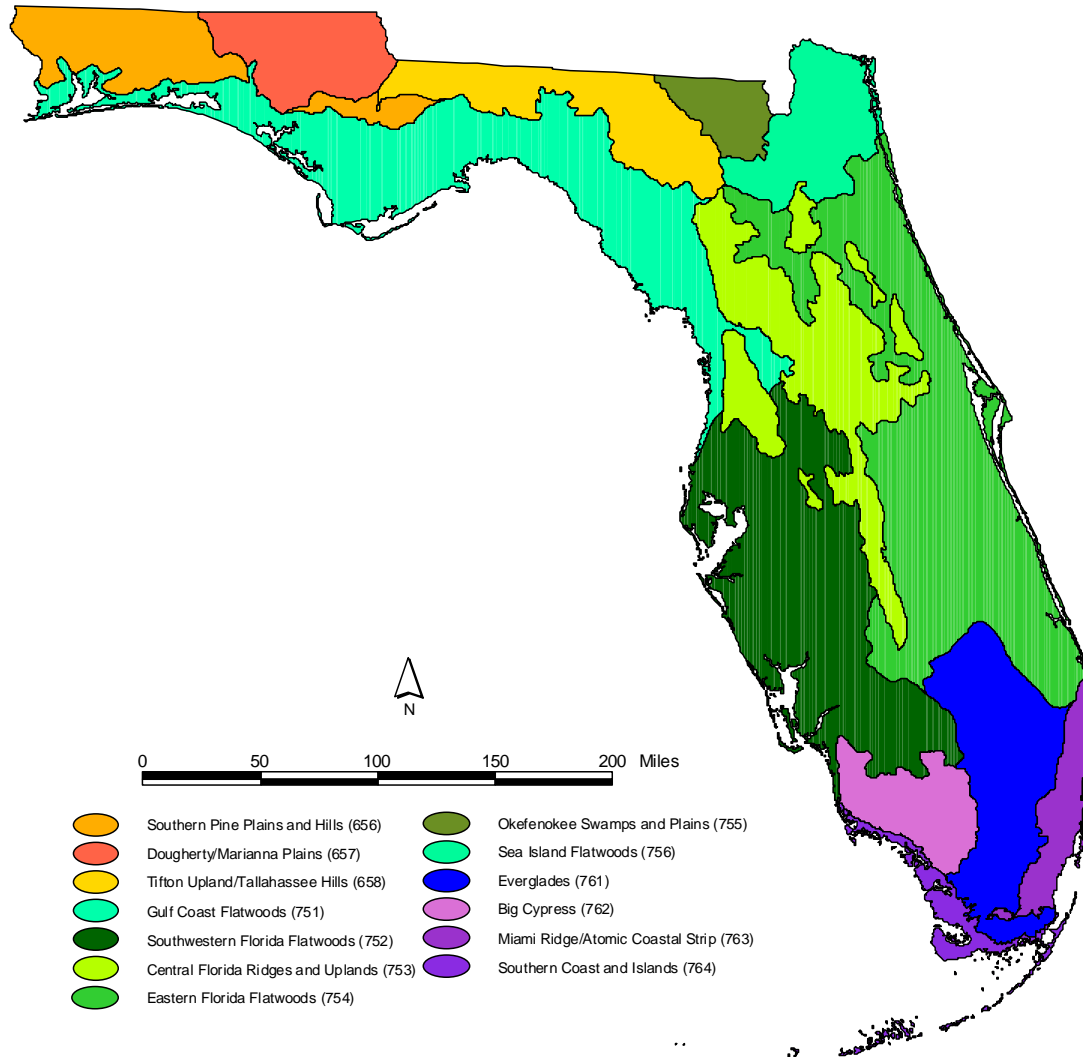 N
0 50 100 150 200 Miles
Southern Pine Plains and Hills (656)
Dougherty/Marianna Plains (657)
Tifton Upland/Tallahassee Hills (658)
Gulf Coast Flatwoods (751)
Southwestern Florida Flatwoods (752)
Central Florida Ridges and Uplands (753)
Eastern Florida Flatwoods (754)
Okefenokee Swamps and Plains (755)
Sea Island Flatwoods (756)
Everglades (761)
Big Cypress (762)
Miami Ridge/Atomic Coastal Strip (763)
Southern Coast and Islands (764)